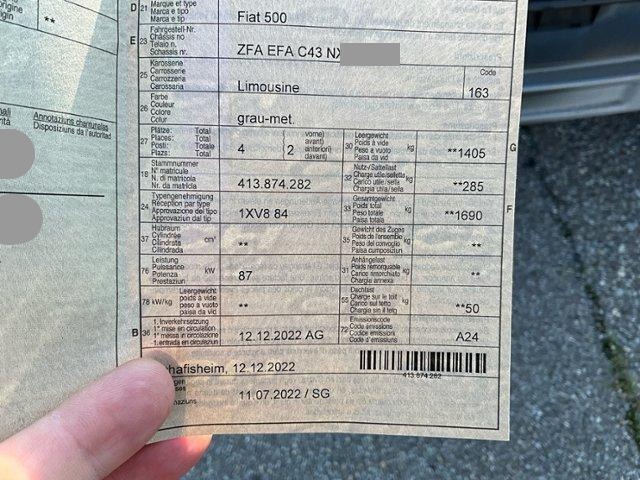 ** 
D 21 Marque et type
Marca e tipo
Marca e tip
Fiat 500
E 23 Fahrgestell-Nr.
Châssis no
Telaio n.
Schassis nr.
ZFA EFA C43 NX
25 Karosserie
Carrosserie
Carrozzeria
Carossaria
Limousine
Code
163
26 Farbe
Couleur
Colore
Colur
grau-met.
27 Plätze: Total
Places: Total
Posti: Totale
Plazs: Total
4
vorne)
avant)
anteriori)
davant)
(2
30 Leergewicht
Poids à vide
Peso a vuoto
Paisa da vid
kg
**1405
G
18 Stammnummer
N° matricule
N. di matricola
Nr. da matricla
413.874.282
32 Nutz-/Sattellast
Charge utile/sellette
Carico utile/sella
Chargia utila/sella
kg
**285
24 Typengenehmigung
Réception par type
Approvazione del tipo
Approvaziun dal tip
1XV8 84
33 Gesamtgewicht
Poids total
Peso totale
Paisa totala
kg
**1690
F
37 Hubraum
Cylindrée
Cilindrata
Cilindrada
cm³
**
35 Gewicht des Zuges
Poids de l'ensemble
Peso del convoglio
Paisa cumposiziun
kg
**
76 Leistung
Puissance
Potenza
Prestaziun
kW
87
31 Anhängelast
Poids remorquable
Carico rimorchiato
Chargia annexa
kg
**
78 kW/kg
Leergewicht
poids à vide
peso a vuoto
paisa da vid
**
55 Dachlast
Charge sur le toit
Carico sul tetto
Chargia sin il tetg
kg
**50
B 36 1. Inverkehrsetzung
1re mise en circulation
1a messa in circolazione
1. entrada en circulaziun
12.12.2022 AG
72 Emissionscode
Code émissions
Codice emissioni
Code d'emissiuns
A24
hafisheim, 12.12.2022
413.874.282
11.07.2022 / SG
Annotaziuns chantunalas
Disposiziuns da l'autoritad